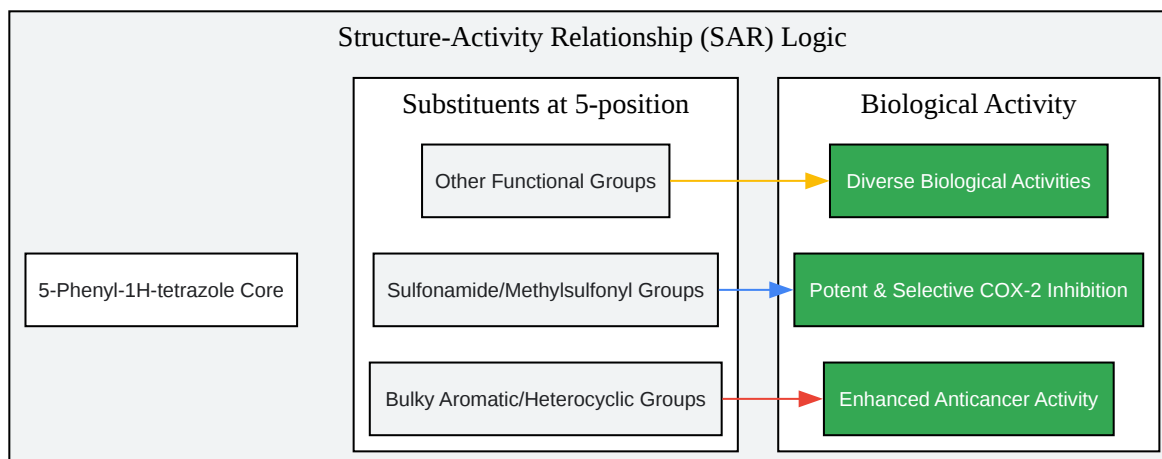 Structure-Activity Relationship (SAR) Logic
Substituents at 5-position
Biological Activity
Other Functional Groups
Diverse Biological Activities
5-Phenyl-1H-tetrazole Core
Sulfonamide/Methylsulfonyl Groups
Potent & Selective COX-2 Inhibition
Bulky Aromatic/Heterocyclic Groups
Enhanced Anticancer Activity